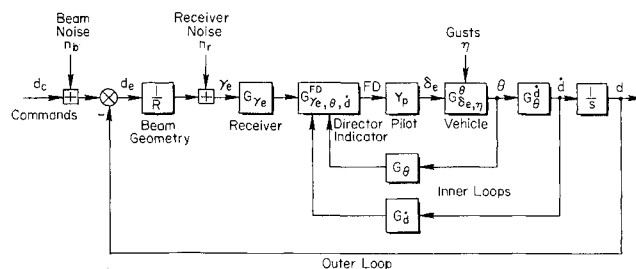 Beam
Noise
n_b
Receiver
Noise
n_r
Gusts
η
d_c
Commands
-
d_e
1/R
Beam
Geometry
γ_e
G_γe
Receiver
G^FD_γe, θ, ḋ
Director
Indicator
FD
Y_p
Pilot
δ_e
G^θ_δe,η
Vehicle
θ
G^ḋ_θ
ḋ
1/s
d
G_θ
Inner Loops
G_ḋ
Outer Loop